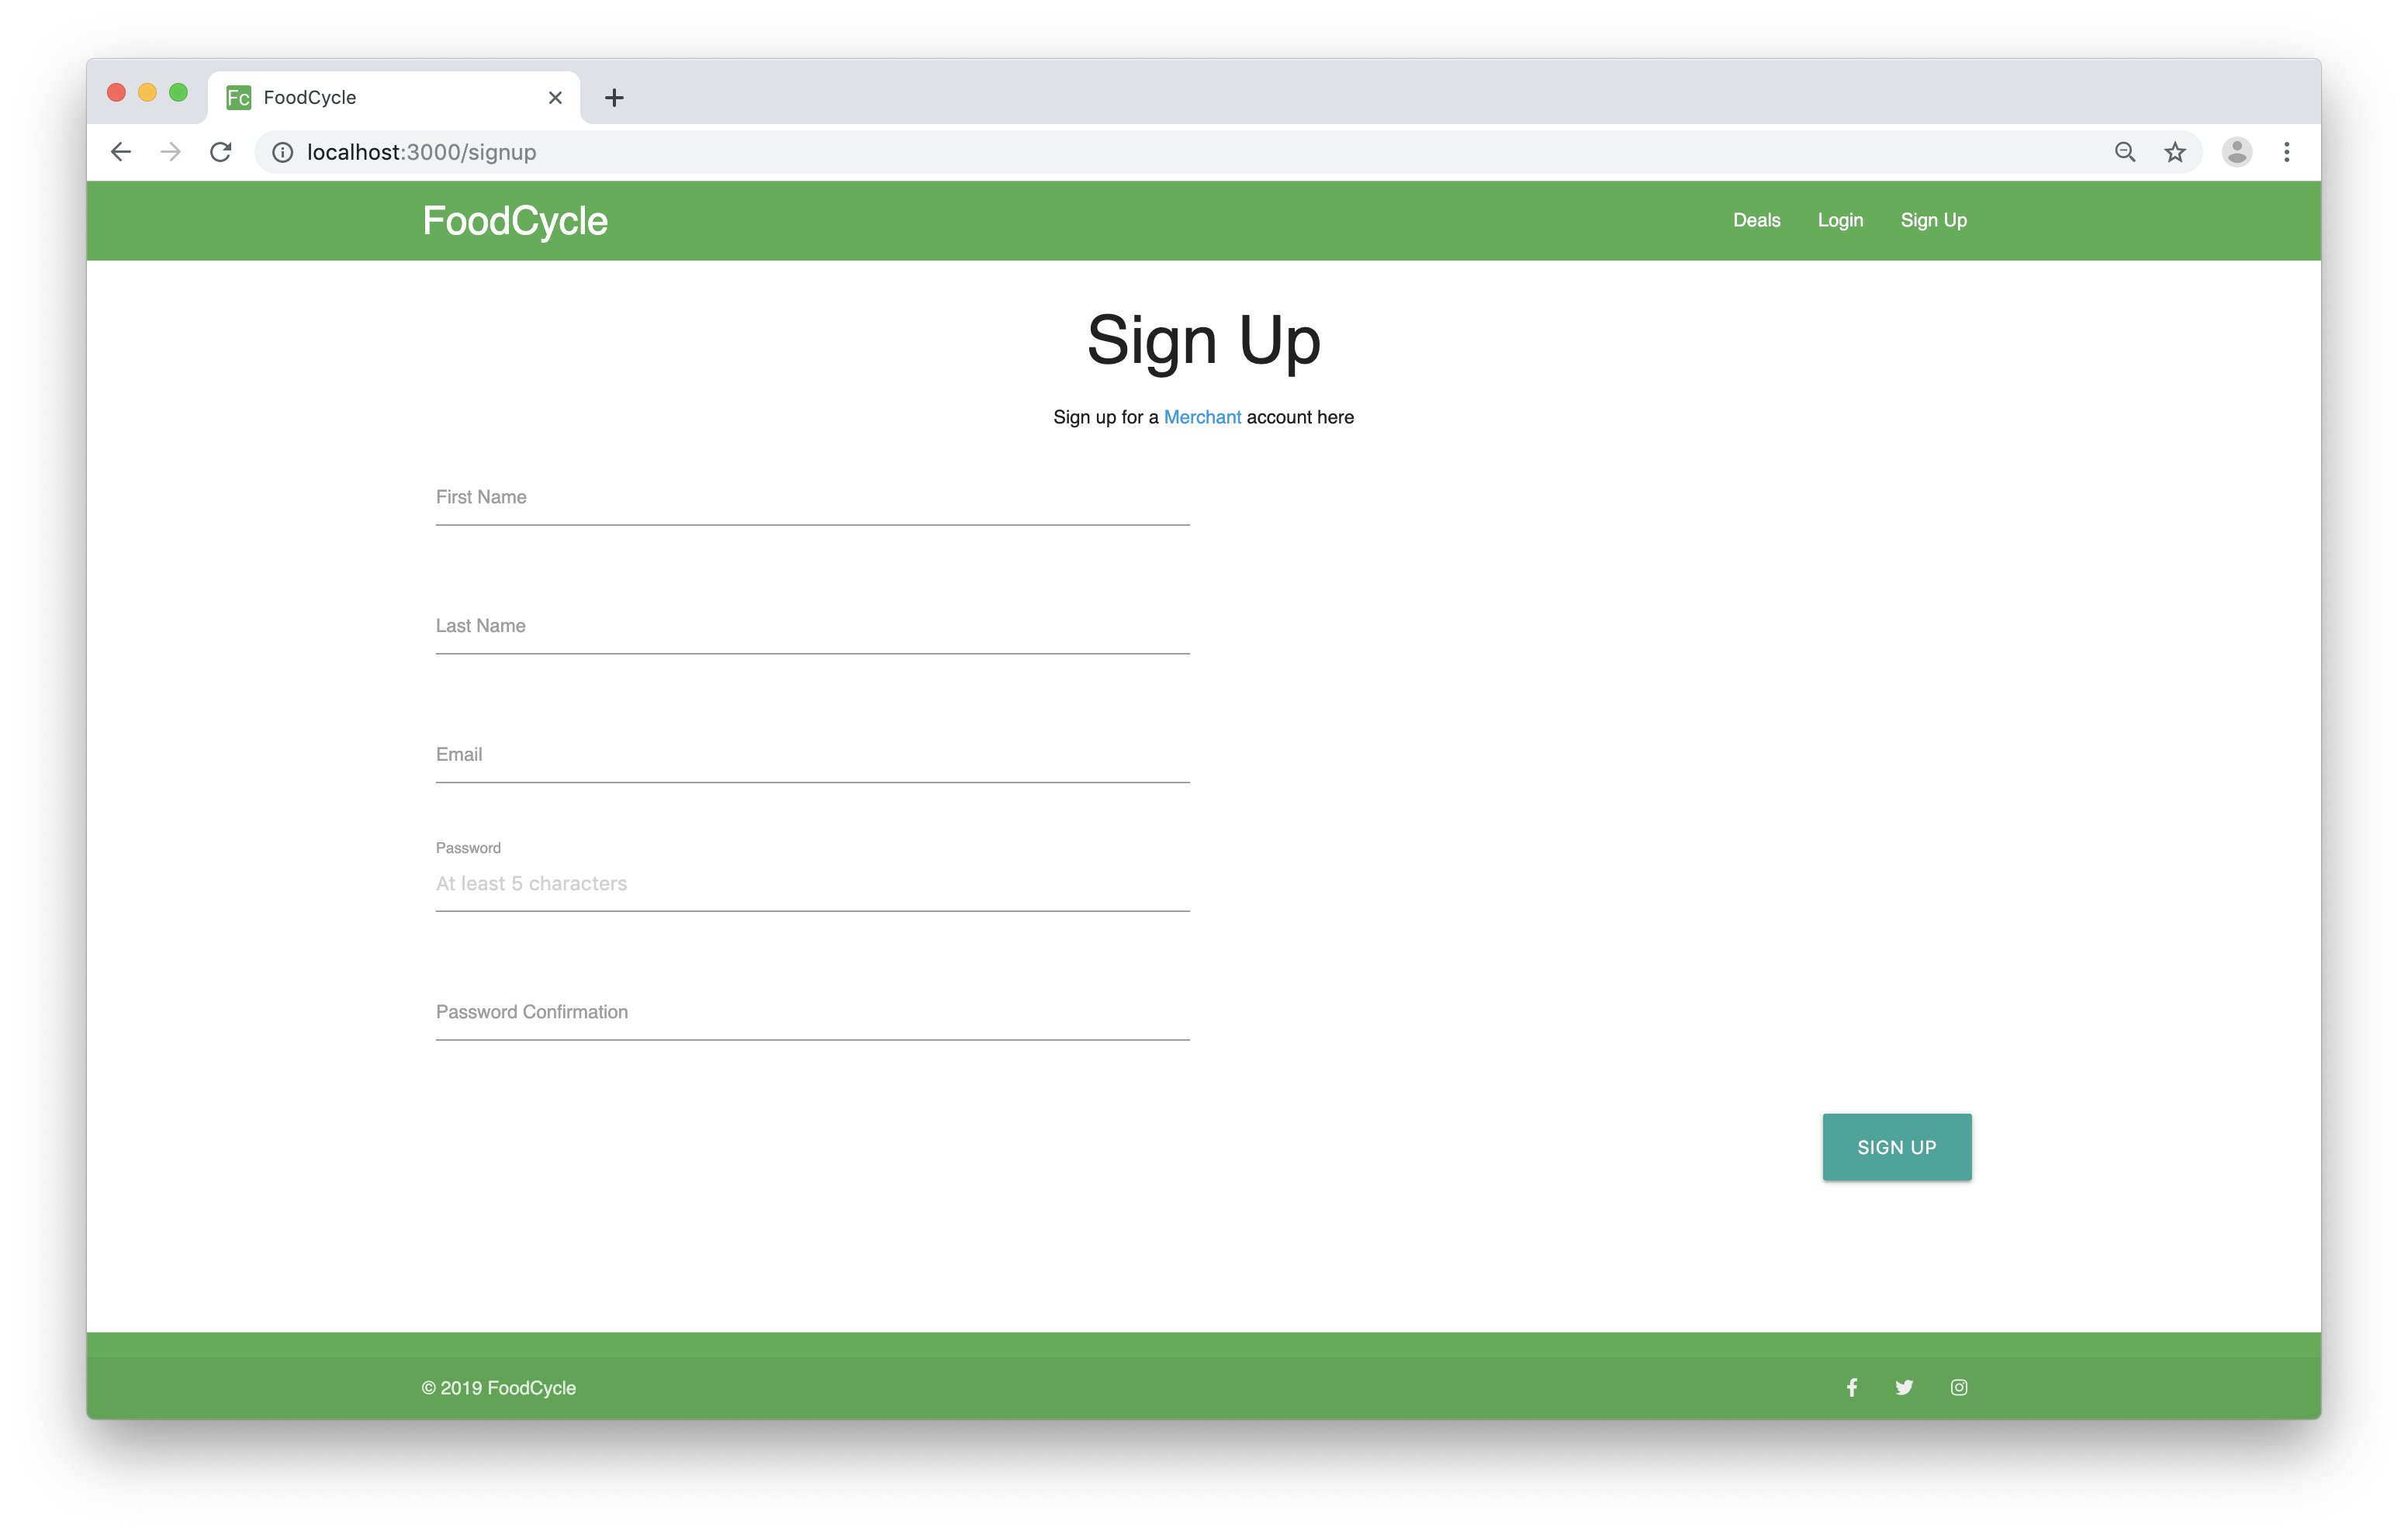 Fc FoodCycle
localhost:3000/signup
FoodCycle
Deals Login Sign Up
Sign Up
Sign up for a Merchant account here
First Name
Last Name
Email
Password
At least 5 characters
Password Confirmation
SIGN UP
© 2019 FoodCycle